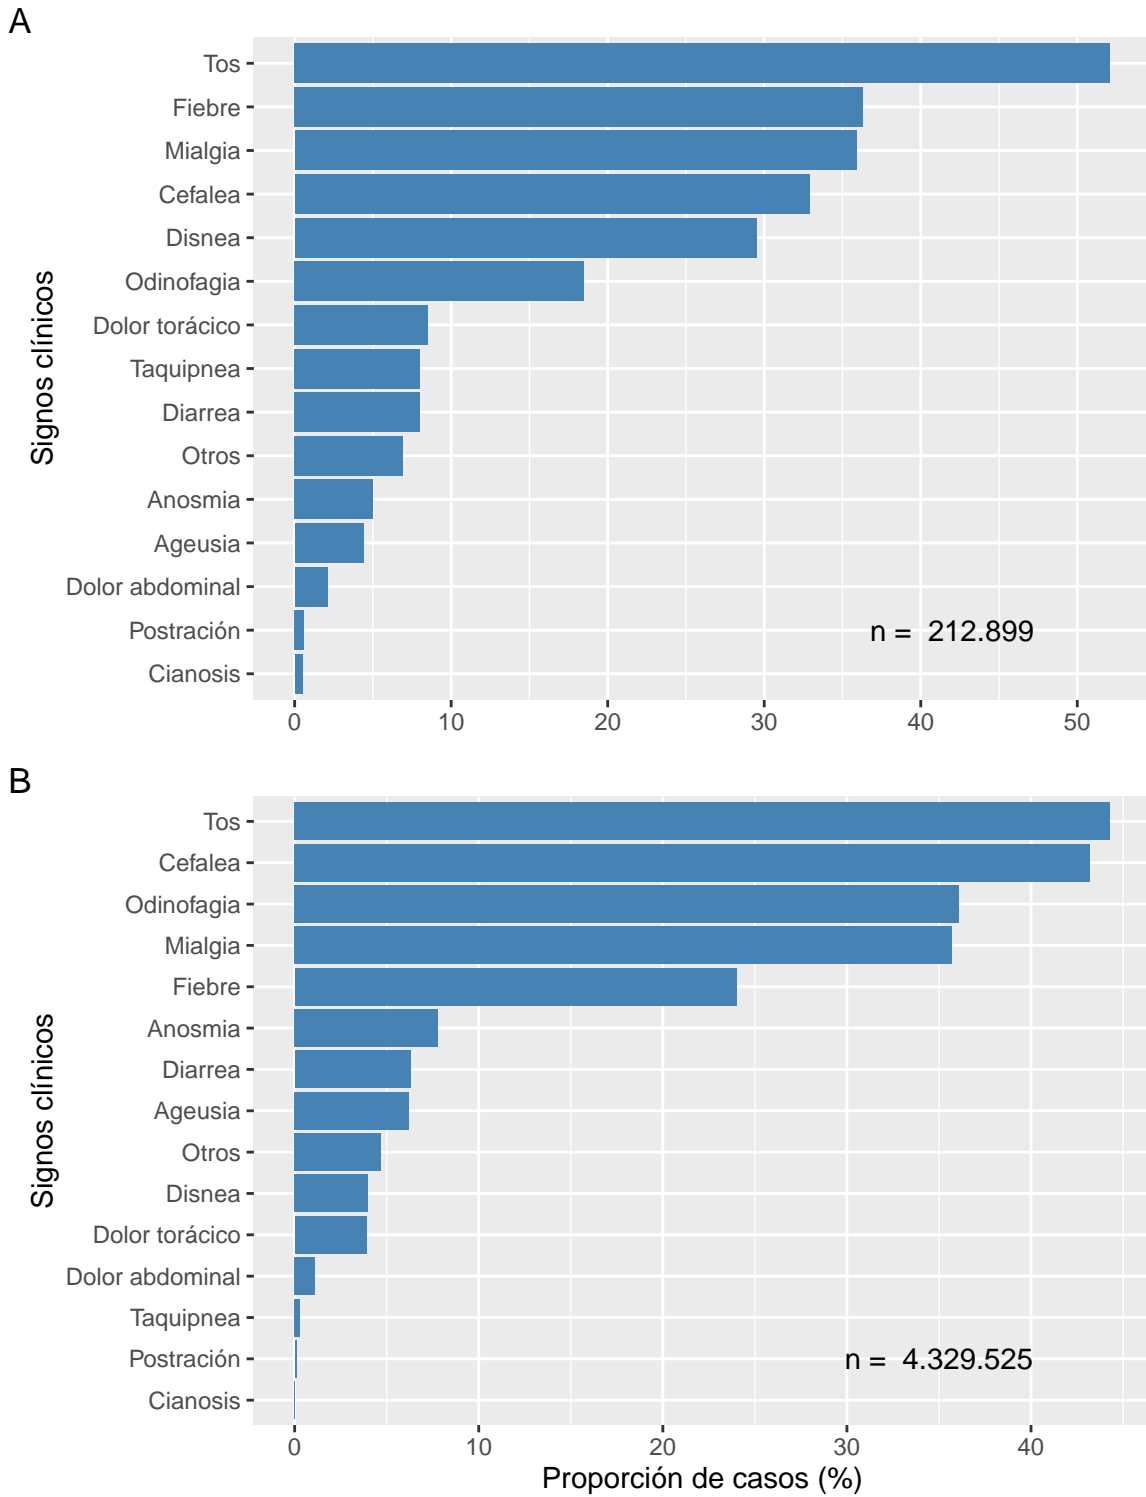 A
Signos clínicos
Tos
Fiebre
Mialgia
Cefalea
Disnea
Odinofagia
Dolor torácico
Taquipnea
Diarrea
Otros
Anosmia
Ageusia
Dolor abdominal
Postración
Cianosis
n = 212.899
0 10 20 30 40 50
B
Signos clínicos
Tos
Cefalea
Odinofagia
Mialgia
Fiebre
Anosmia
Diarrea
Ageusia
Otros
Disnea
Dolor torácico
Dolor abdominal
Taquipnea
Postración
Cianosis
n = 4.329.525
0 10 20 30 40
Proporción de casos (%)